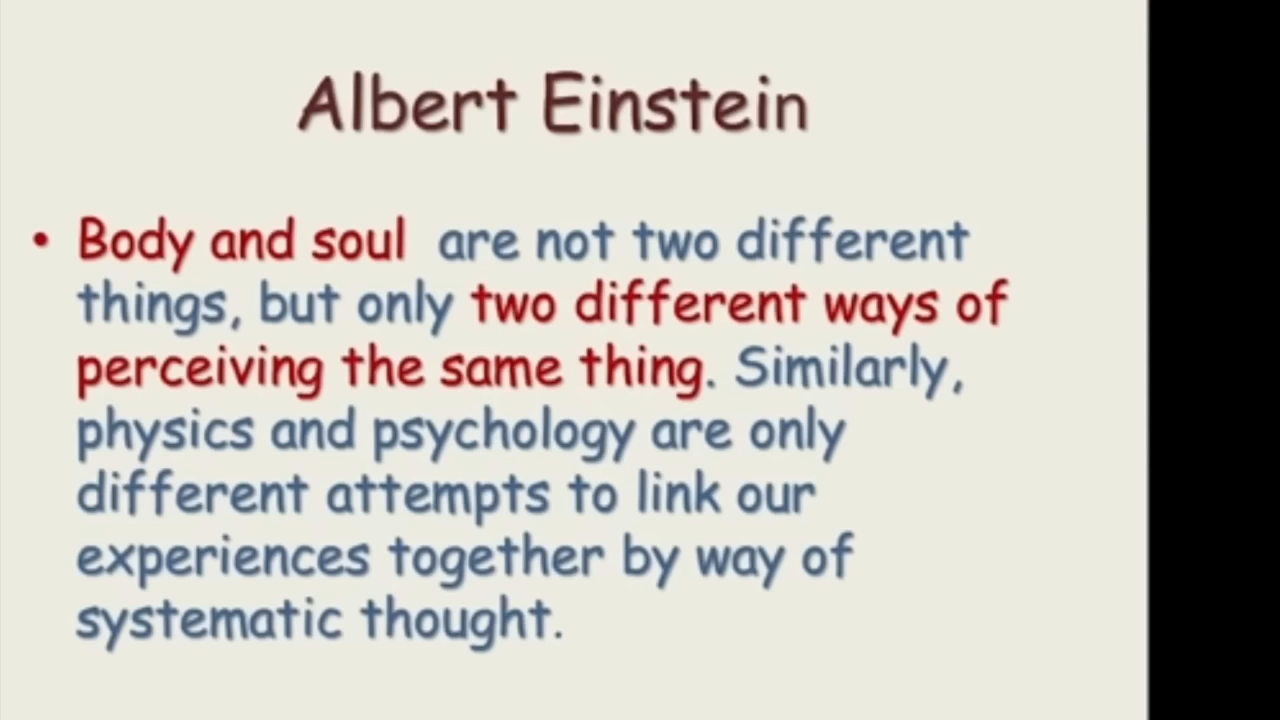 Albert Einstein
• Body and soul are not two different
things, but only two different ways of
perceiving the same thing. Similarly,
physics and psychology are only
different attempts to link our
experiences together by way of
systematic thought.